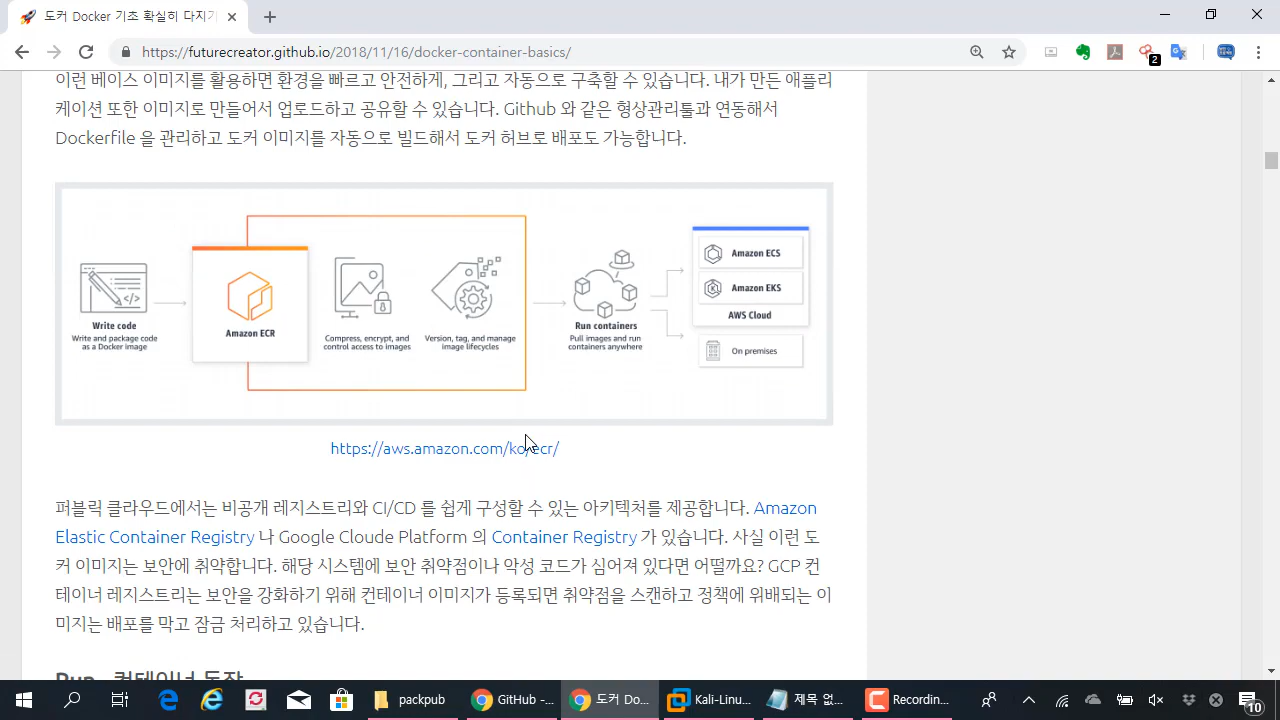 도커 Docker 기초 확실히 다지기
https://futurecreator.github.io/2018/11/16/docker-container-basics/
2
이런 베이스 이미지를 활용하면 환경을 빠르고 안전하게, 그리고 자동으로 구축할 수 있습니다. 내가 만든 애플리
케이션 또한 이미지로 만들어서 업로드하고 공유할 수 있습니다. Github 와 같은 형상관리툴과 연동해서
Dockerfile 을 관리하고 도커 이미지를 자동으로 빌드해서 도커 허브로 배포도 가능합니다.
Write code
Write and package code
as a Docker image
Amazon ECR
Compress, encrypt, and
control access to images
Version, tag, and manage
image lifecycles
Run containers
Pull images and run
containers anywhere
Amazon ECS
Amazon EKS
AWS Cloud
On premises
https://aws.amazon.com/ko/ecr/
퍼블릭 클라우드에서는 비공개 레지스트리와 CI/CD 를 쉽게 구성할 수 있는 아키텍처를 제공합니다. Amazon
Elastic Container Registry 나 Google Cloude Platform 의 Container Registry 가 있습니다. 사실 이런 도
커 이미지는 보안에 취약합니다. 해당 시스템에 보안 취약점이나 악성 코드가 심어져 있다면 어떨까요? GCP 컨
테이너 레지스트리는 보안을 강화하기 위해 컨테이너 이미지가 등록되면 취약점을 스캔하고 정책에 위배되는 이
미지는 배포를 막고 잠금 처리하고 있습니다.
Run - 컨테이너 동작
packpub
GitHub -...
도커 Do...
Kali-Linu...
제목 없...
Recordin...
10